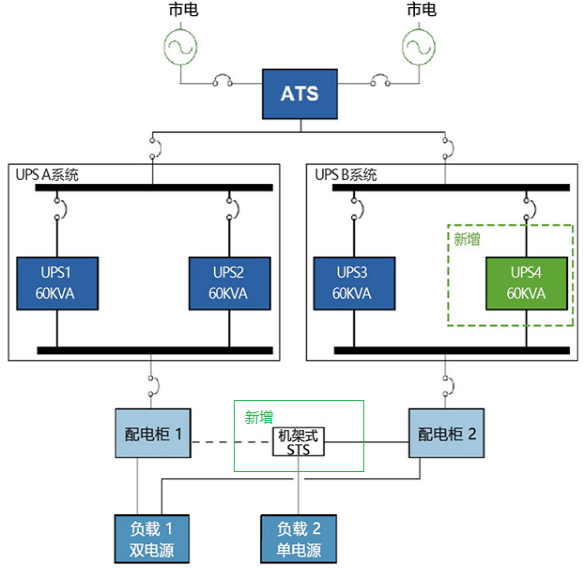 市电
市电
ATS
UPS A系统
UPS B系统
新增
UPS1
60KVA
UPS2
60KVA
UPS3
60KVA
UPS4
60KVA
新增
配电柜 1
机架式
STS
配电柜 2
负载 1
双电源
负载 2
单电源